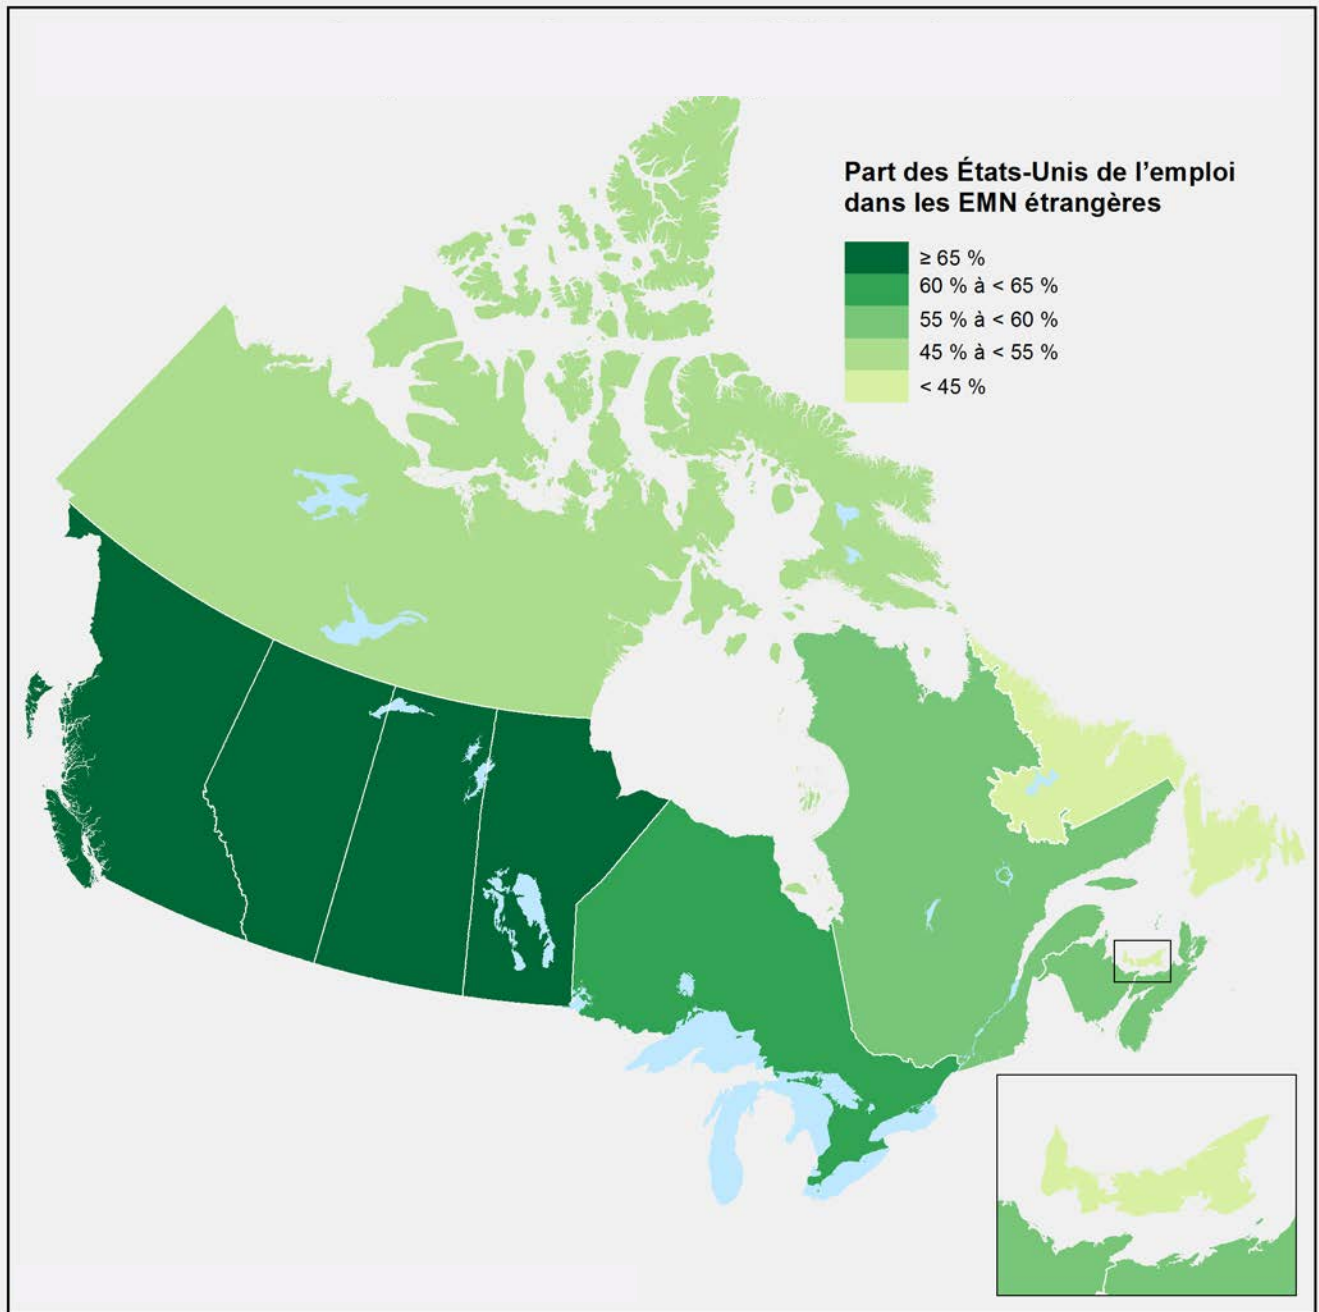 Part des États-Unis de l’emploi
dans les EMN étrangères
≥ 65 %
60 % à < 65 %
55 % à < 60 %
45 % à < 55 %
< 45 %